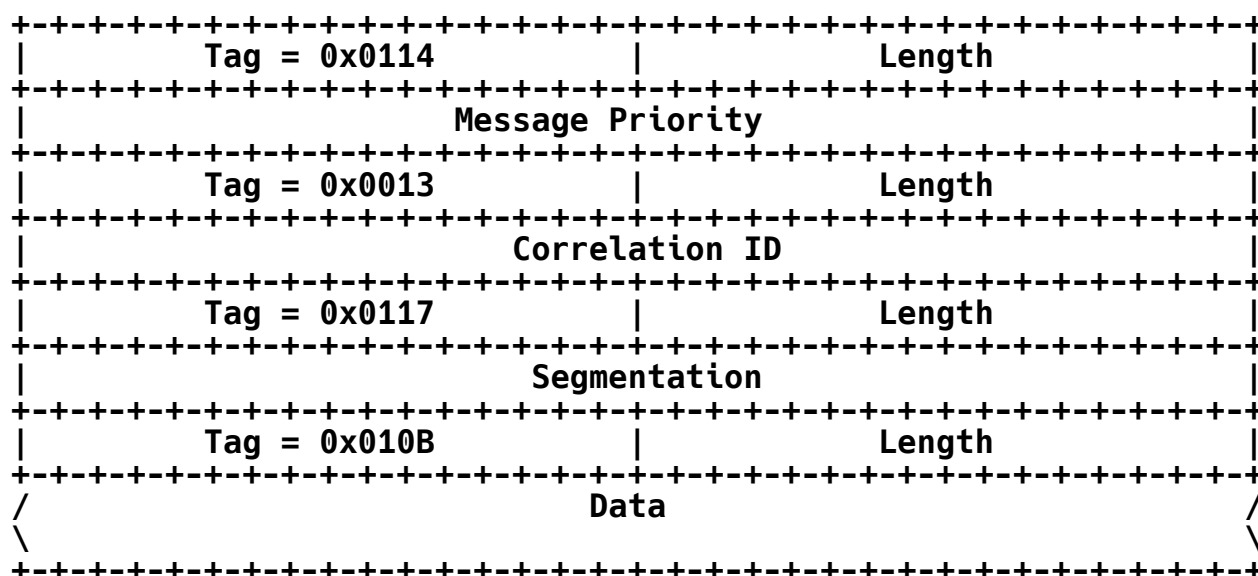 +-+-+-+-+-+-+-+-+-+-+-+-+-+-+-+-+-+-+-+-+-+-+-+-+-+-+-+-+-+-+-+-+-+
|         Tag = 0x0114          |            Length             |
+-+-+-+-+-+-+-+-+-+-+-+-+-+-+-+-+-+-+-+-+-+-+-+-+-+-+-+-+-+-+-+-+-+
|                      Message Priority                         |
+-+-+-+-+-+-+-+-+-+-+-+-+-+-+-+-+-+-+-+-+-+-+-+-+-+-+-+-+-+-+-+-+-+
|         Tag = 0x0013          |            Length             |
+-+-+-+-+-+-+-+-+-+-+-+-+-+-+-+-+-+-+-+-+-+-+-+-+-+-+-+-+-+-+-+-+-+
|                         Correlation ID                        |
+-+-+-+-+-+-+-+-+-+-+-+-+-+-+-+-+-+-+-+-+-+-+-+-+-+-+-+-+-+-+-+-+-+
|         Tag = 0x0117          |            Length             |
+-+-+-+-+-+-+-+-+-+-+-+-+-+-+-+-+-+-+-+-+-+-+-+-+-+-+-+-+-+-+-+-+-+
|                          Segmentation                         |
+-+-+-+-+-+-+-+-+-+-+-+-+-+-+-+-+-+-+-+-+-+-+-+-+-+-+-+-+-+-+-+-+-+
|         Tag = 0x010B          |            Length             |
+-+-+-+-+-+-+-+-+-+-+-+-+-+-+-+-+-+-+-+-+-+-+-+-+-+-+-+-+-+-+-+-+-+
/                             Data                              /
\                                                               \
+-+-+-+-+-+-+-+-+-+-+-+-+-+-+-+-+-+-+-+-+-+-+-+-+-+-+-+-+-+-+-+-+-+